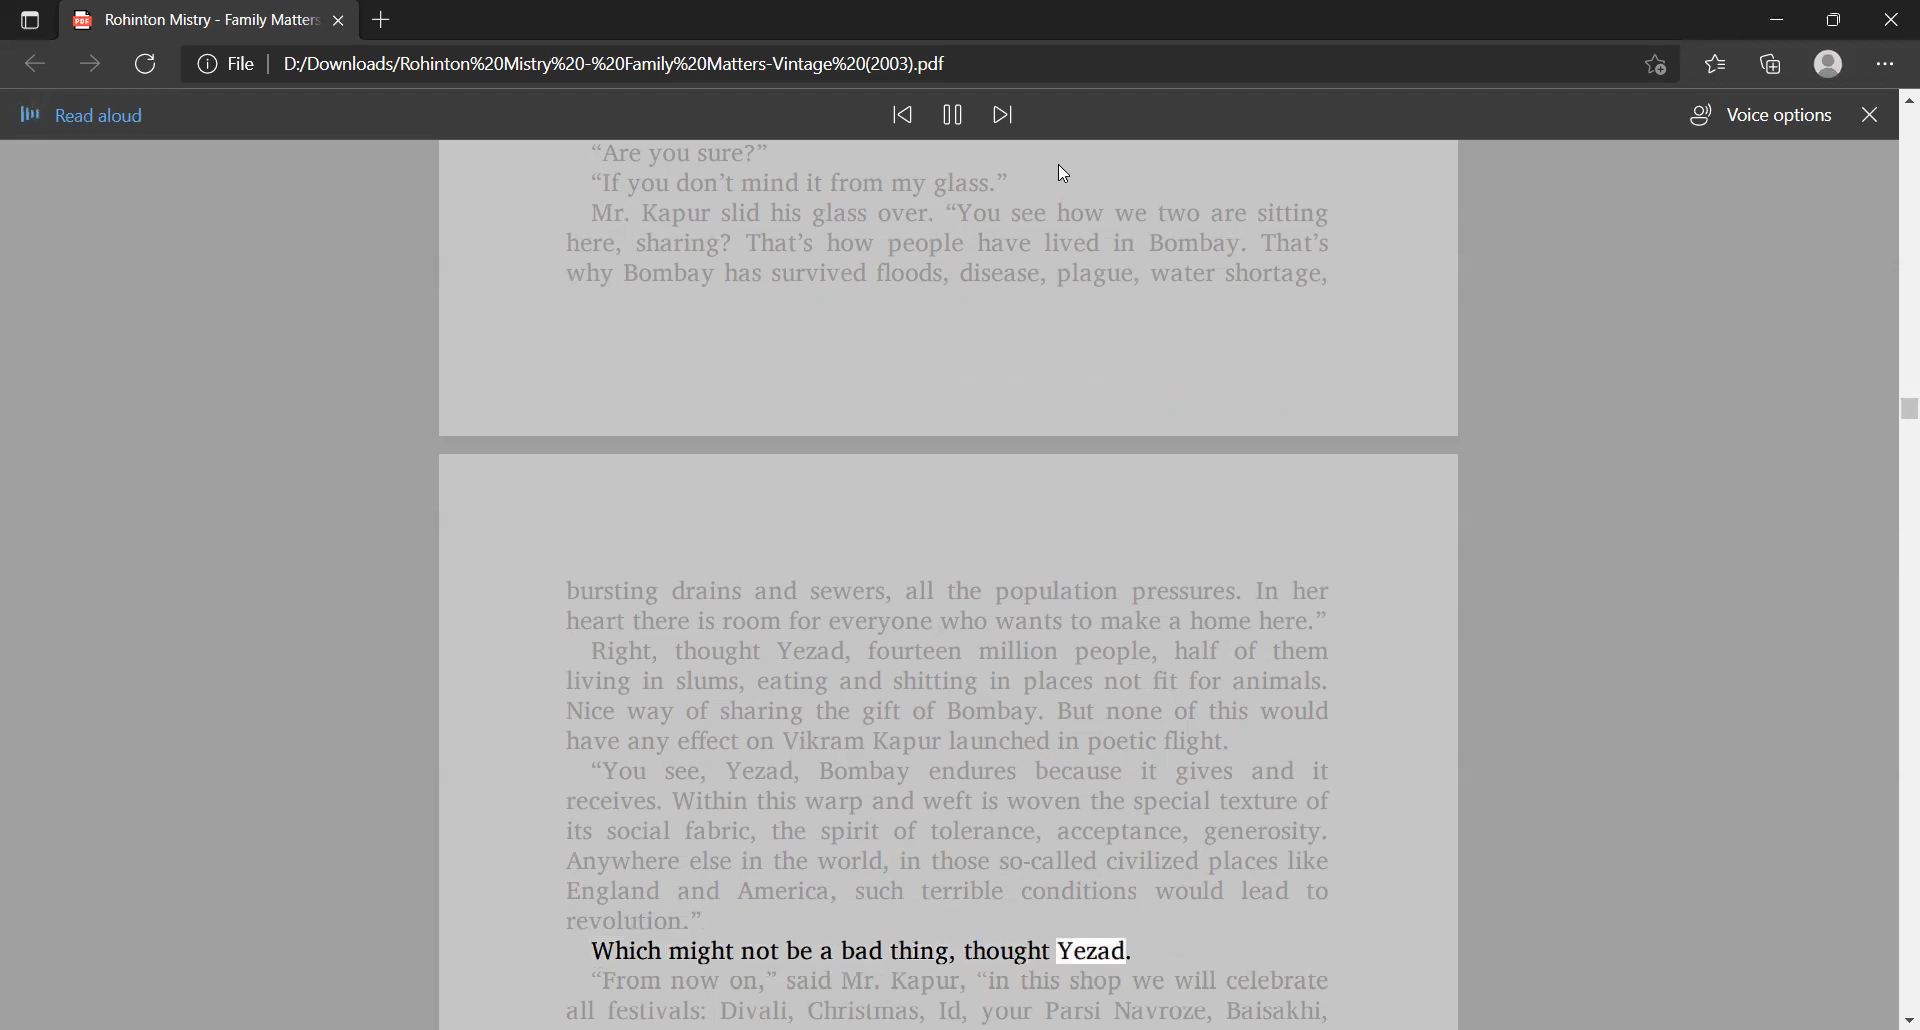 Rohinton Mistry - Family Matters
File D:/Downloads/Rohinton%20Mistry%20-%20Family%20Matters-Vintage%20(2003).pdf
Read aloud
Voice options
“Are you sure?”
“If you don’t mind it from my glass.”
Mr. Kapur slid his glass over. “You see how we two are sitting
here, sharing? That’s how people have lived in Bombay. That’s
why Bombay has survived floods, disease, plague, water shortage,
bursting drains and sewers, all the population pressures. In her
heart there is room for everyone who wants to make a home here.”
Right, thought Yezad, fourteen million people, half of them
living in slums, eating and shitting in places not fit for animals.
Nice way of sharing the gift of Bombay. But none of this would
have any effect on Vikram Kapur launched in poetic flight.
“You see, Yezad, Bombay endures because it gives and it
receives. Within this warp and weft is woven the special texture of
its social fabric, the spirit of tolerance, acceptance, generosity.
Anywhere else in the world, in those so-called civilized places like
England and America, such terrible conditions would lead to
revolution.”
Which might not be a bad thing, thought Yezad.
“From now on,” said Mr. Kapur, “in this shop we will celebrate
all festivals: Divali, Christmas, Id, your Parsi Navroze, Baisakhi,